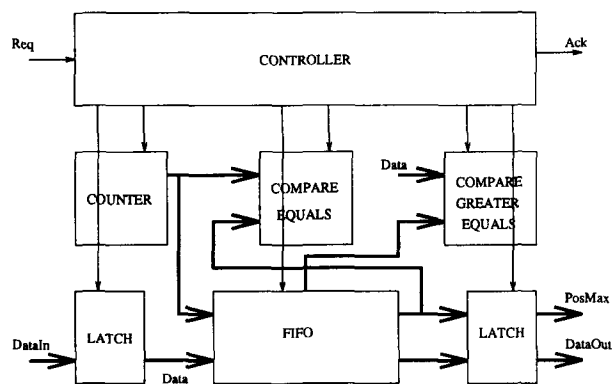 Req
Ack
CONTROLLER
Data
COUNTER
COMPARE
EQUALS
COMPARE
GREATER
EQUALS
PosMax
DataIn
LATCH
FIFO
LATCH
DataOut
Data